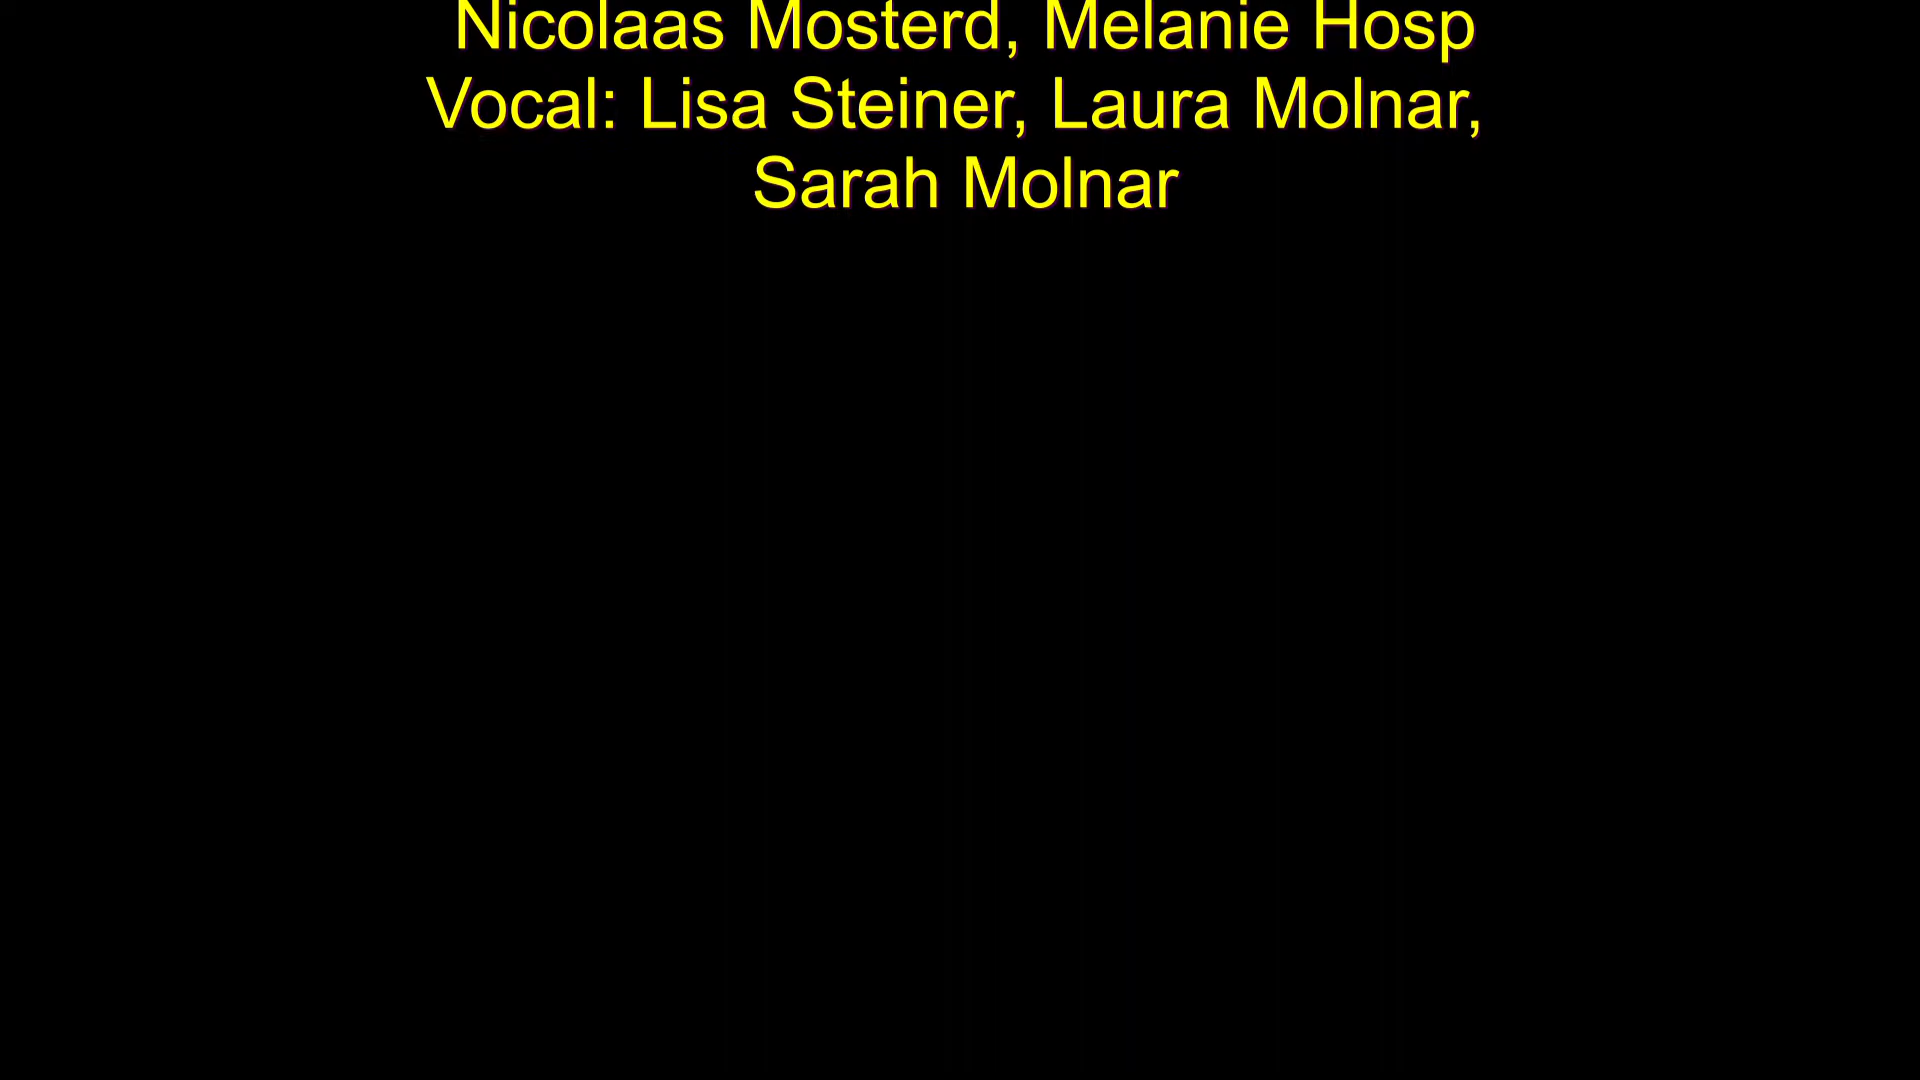 Nicolaas Mosterd, Melanie Hosp
Vocal: Lisa Steiner, Laura Molnar,
Sarah Molnar